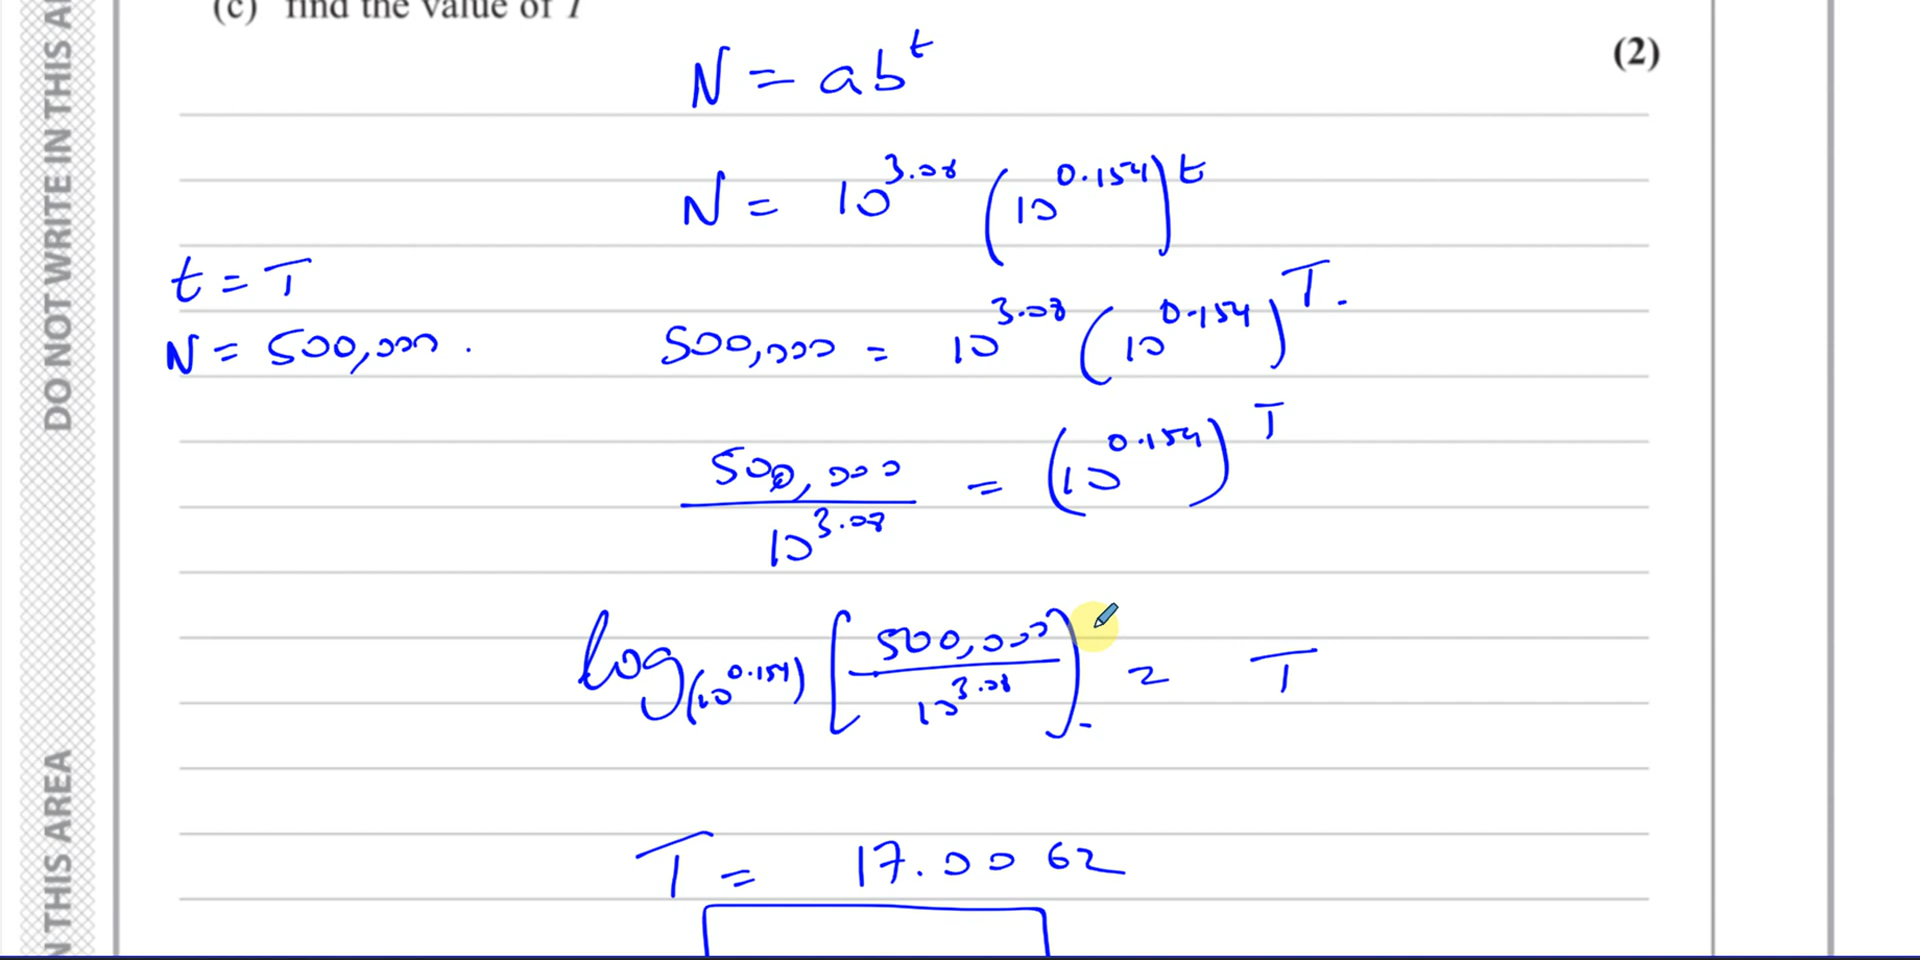 (c) find the value of T
(2)
N = ab^t
N = 10^3.08 (10^0.154)^t
t = T
N = 500,000 .
500,000 = 10^3.08 (10^0.154)^T.
500,000 / 10^3.08 = (10^0.154)^T
log_(10^0.154) [500,000 / 10^3.08] = T
T = 17.0062
DO NOT WRITE IN THIS A
N THIS AREA